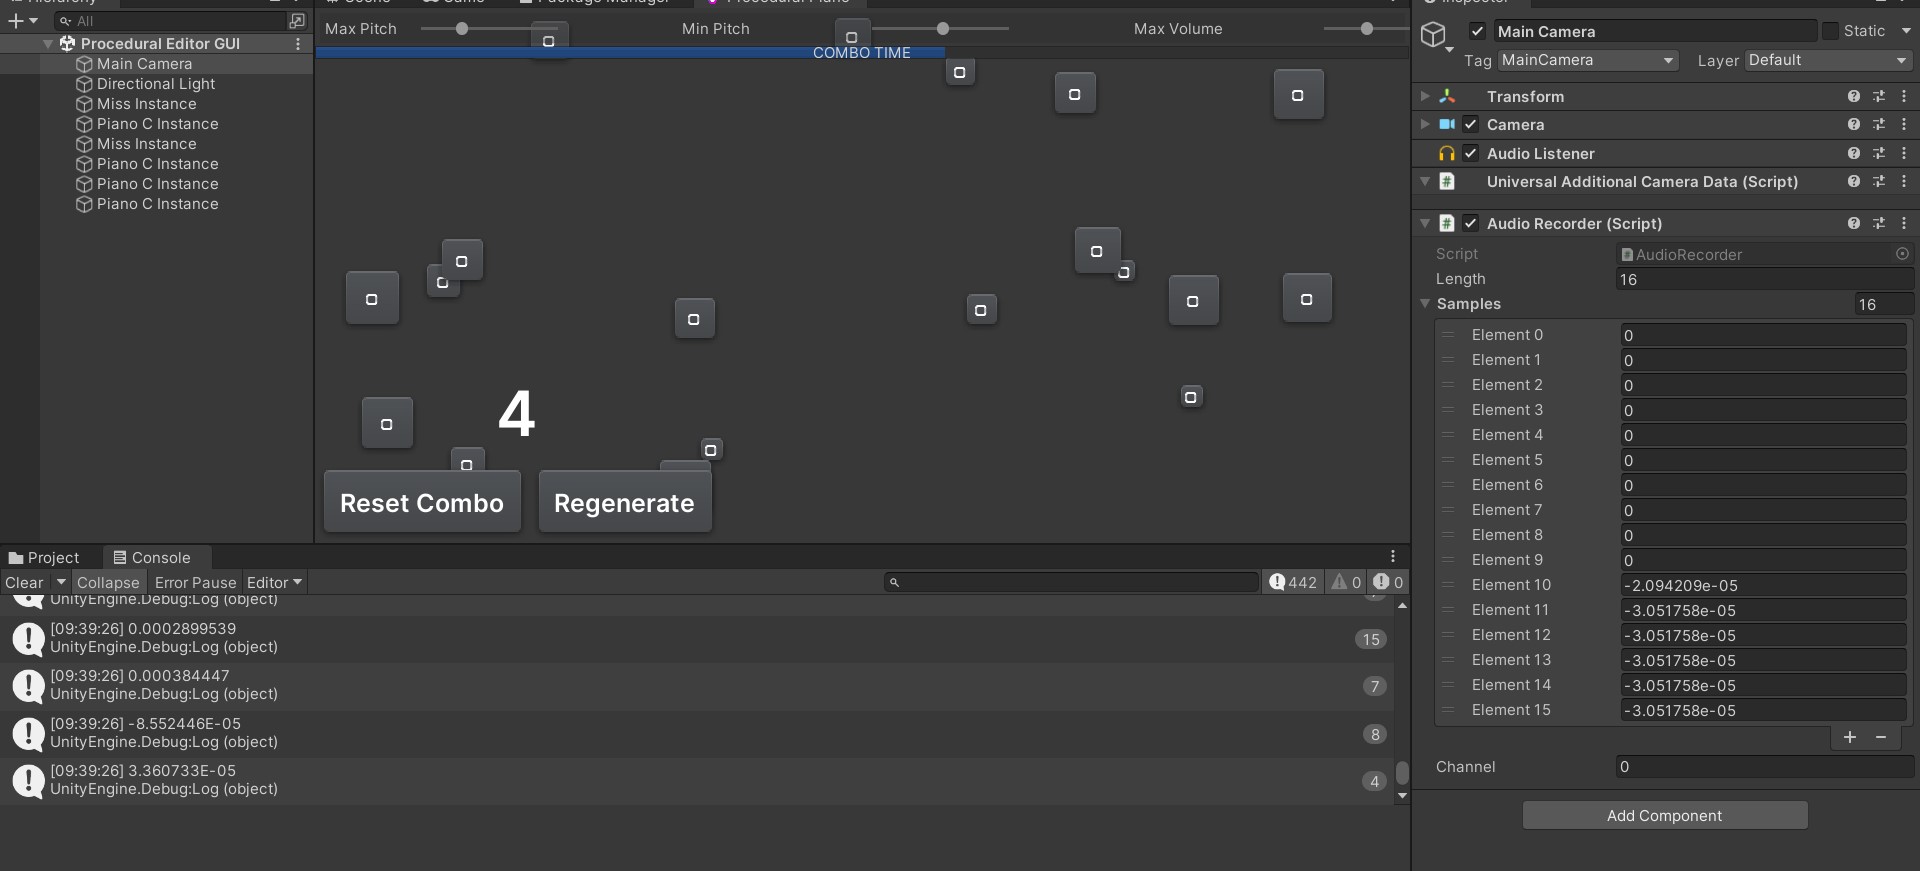 Hierarchy
Scene
Game
Package Manager
Procedural Piano
Inspector
All
Procedural Editor GUI
Main Camera
Directional Light
Miss Instance
Piano C Instance
Miss Instance
Piano C Instance
Piano C Instance
Piano C Instance
Max Pitch
Min Pitch
Max Volume
COMBO TIME
4
Reset Combo
Regenerate
Project
Console
Clear
Collapse
Error Pause
Editor
442
0
0
UnityEngine.Debug:Log (object)
[09:39:26] 0.0002899539
UnityEngine.Debug:Log (object)
15
[09:39:26] 0.000384447
UnityEngine.Debug:Log (object)
7
[09:39:26] -8.552446E-05
UnityEngine.Debug:Log (object)
8
[09:39:26] 3.360733E-05
UnityEngine.Debug:Log (object)
4
Main Camera
Static
Tag MainCamera
Layer Default
Transform
Camera
Audio Listener
Universal Additional Camera Data (Script)
Audio Recorder (Script)
Script AudioRecorder
Length 16
Samples 16
Element 0 0
Element 1 0
Element 2 0
Element 3 0
Element 4 0
Element 5 0
Element 6 0
Element 7 0
Element 8 0
Element 9 0
Element 10 -2.094209e-05
Element 11 -3.051758e-05
Element 12 -3.051758e-05
Element 13 -3.051758e-05
Element 14 -3.051758e-05
Element 15 -3.051758e-05
Channel 0
Add Component